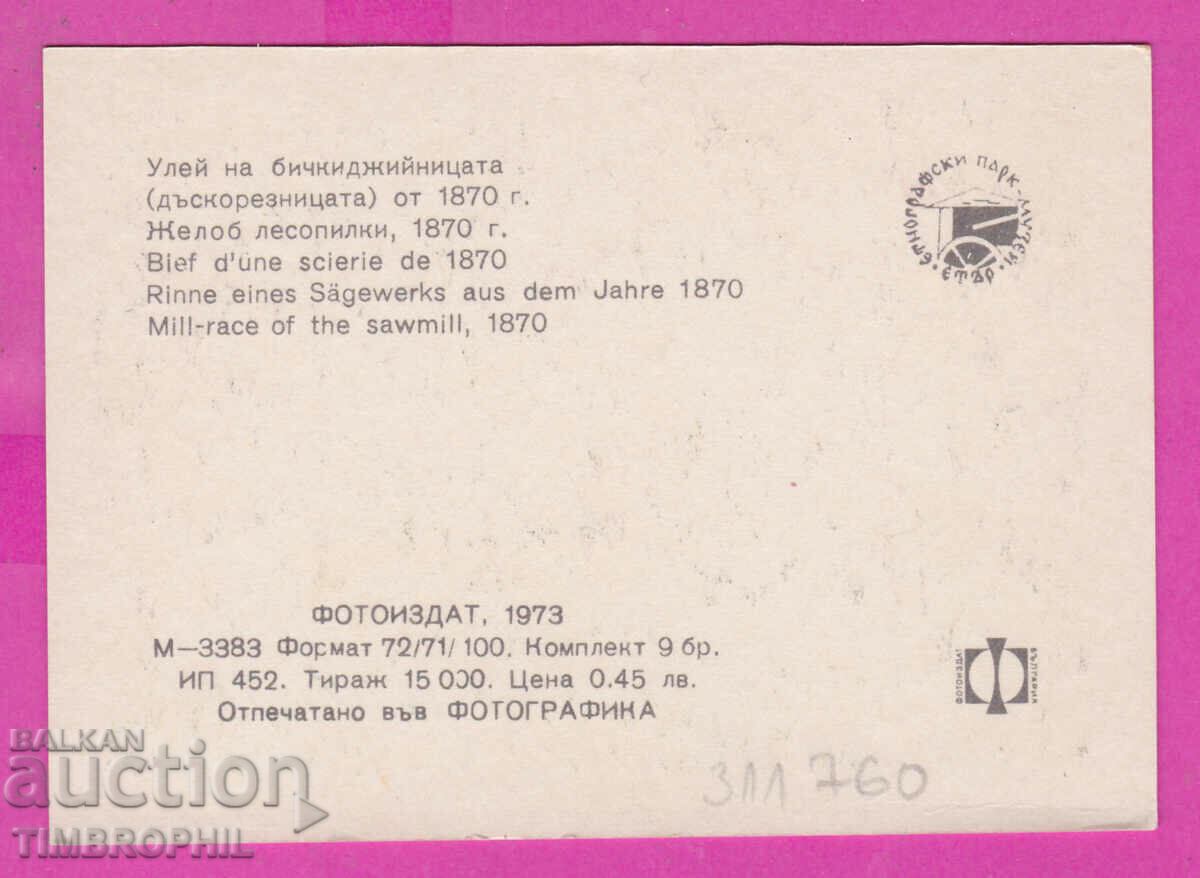 Улей на бичкиджийницата
(дъскорезницата) от 1870 г.
Желоб лесопилки, 1870 г.
Bief d'une scierie de 1870
Rinne eines Sägewerks aus dem Jahre 1870
Mill-race of the sawmill, 1870
ЕТНОГРАФСКИ ПАРК-МУЗЕЙ • ЕТЪР •
ФОТОИЗДАТ, 1973
М—3383 Формат 72/71/100. Комплект 9 бр.
ИП 452. Тираж 15 000. Цена 0.45 лв.
Отпечатано във ФОТОГРАФИКА
ФОТОИЗДАТ
БЪЛГАРИЯ
311760
BALKAN
auction
TIMBROPHIL